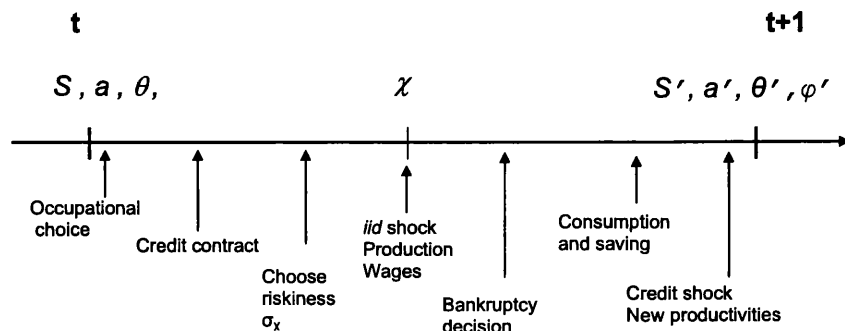 t
t+1
S , a , θ ,
χ
S′ , a′ , θ′ , φ′
Occupational
choice
Credit contract
Choose
riskiness
σx
iid shock
Production
Wages
Bankruptcy
decision
Consumption
and saving
Credit shock
New productivities